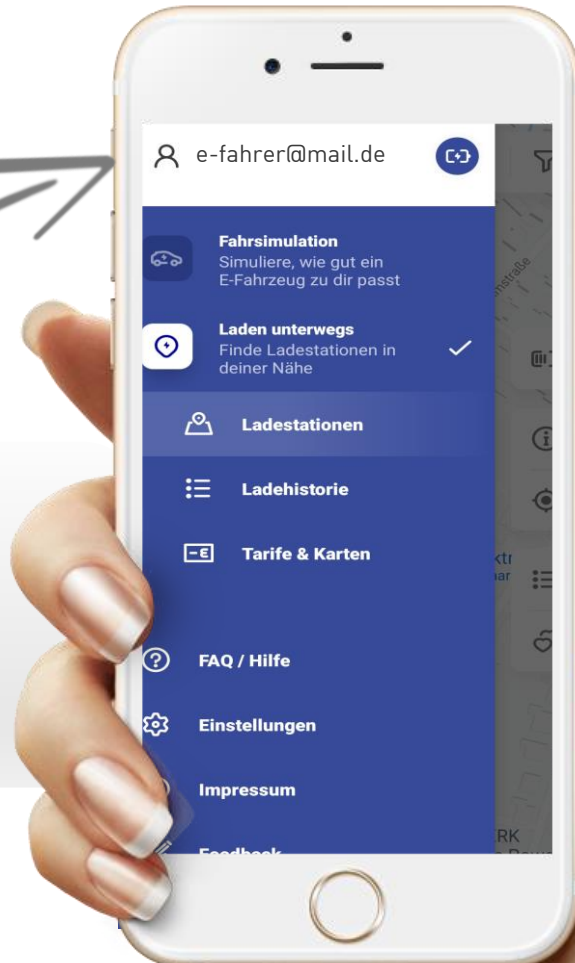 e-fahrer@mail.de
Fahrsimulation
Simuliere, wie gut ein
E-Fahrzeug zu dir passt
Laden unterwegs
Finde Ladestationen in
deiner Nähe
Ladestationen
Ladehistorie
Tarife & Karten
FAQ / Hilfe
Einstellungen
Impressum
Feedback